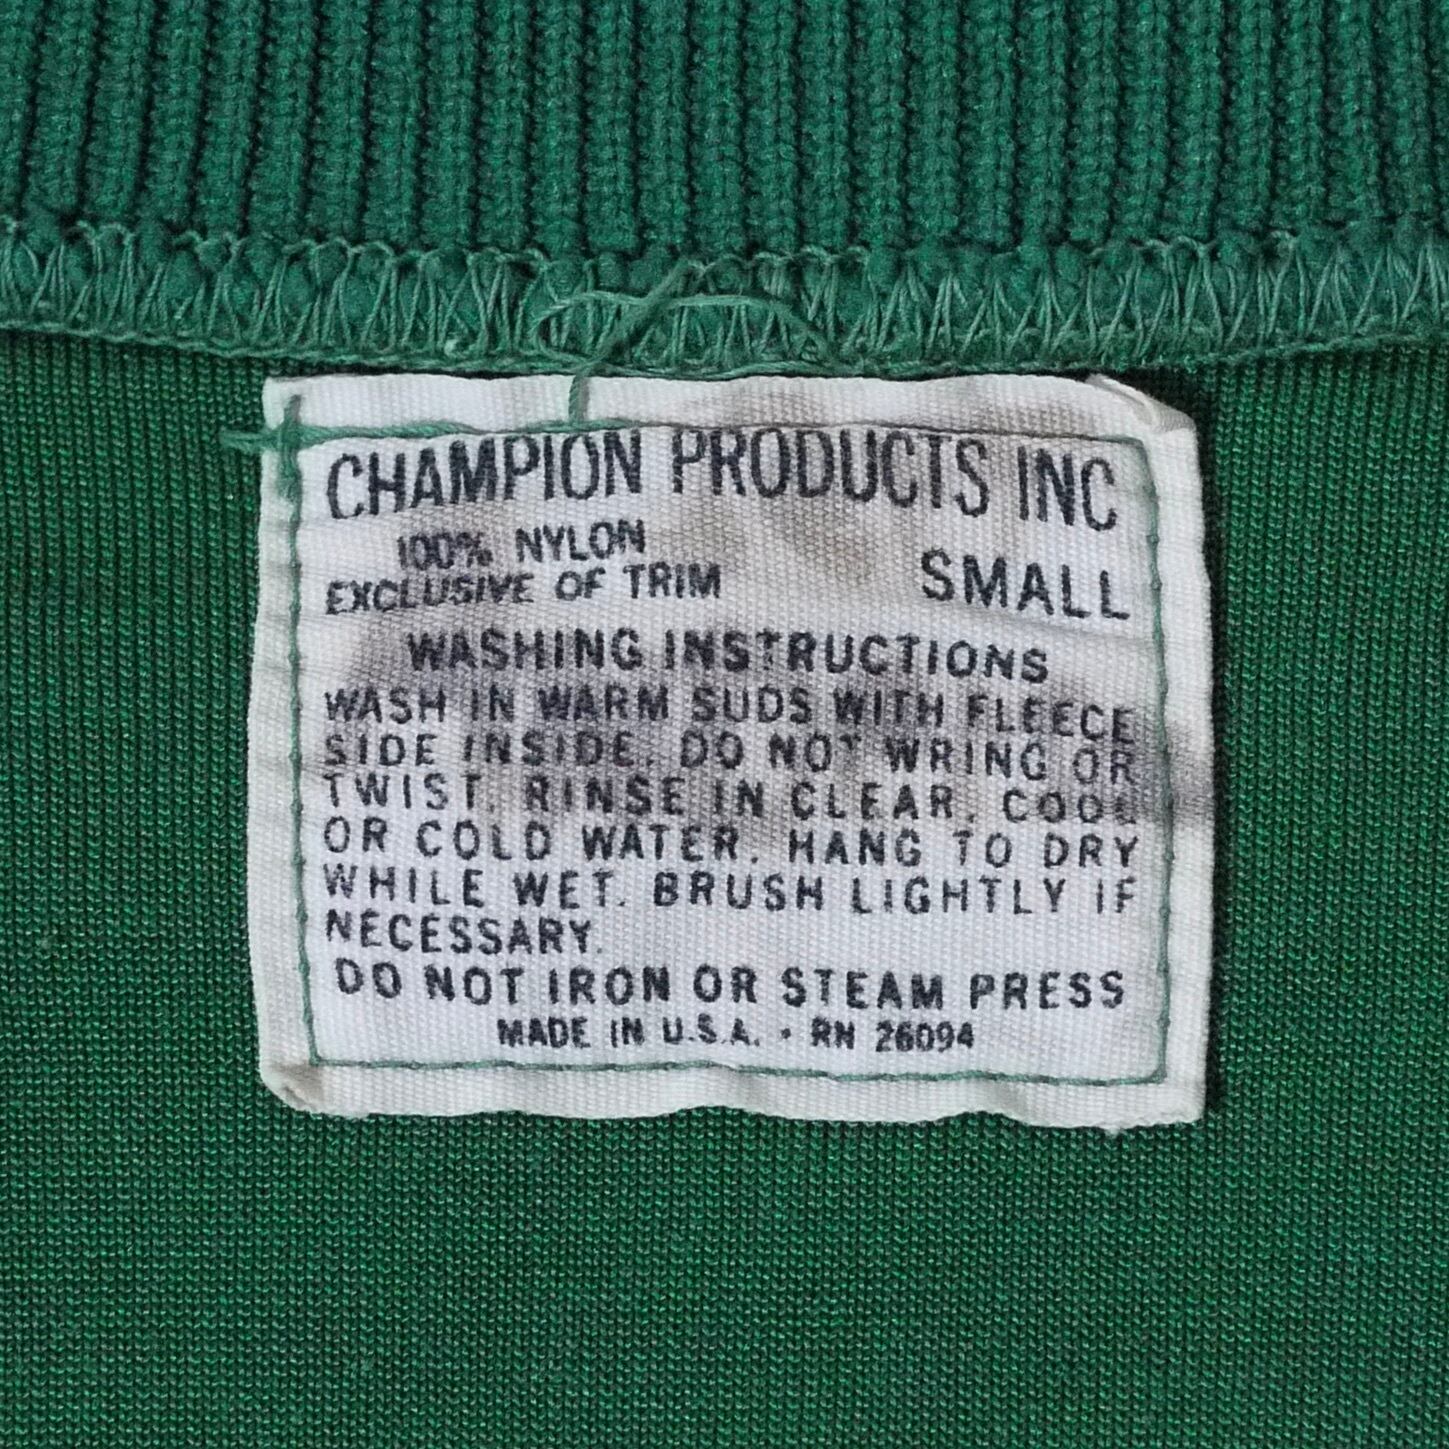 CHAMPION PRODUCTS INC
100% NYLON
EXCLUSIVE OF TRIM
SMALL
WASHING INSTRUCTIONS
WASH IN WARM SUDS WITH FLEECE
SIDE INSIDE. DO NOT WRING OR
TWIST. RINSE IN CLEAR, COOL
OR COLD WATER. HANG TO DRY
WHILE WET. BRUSH LIGHTLY IF
NECESSARY.
DO NOT IRON OR STEAM PRESS
MADE IN U.S.A. • RN 26094